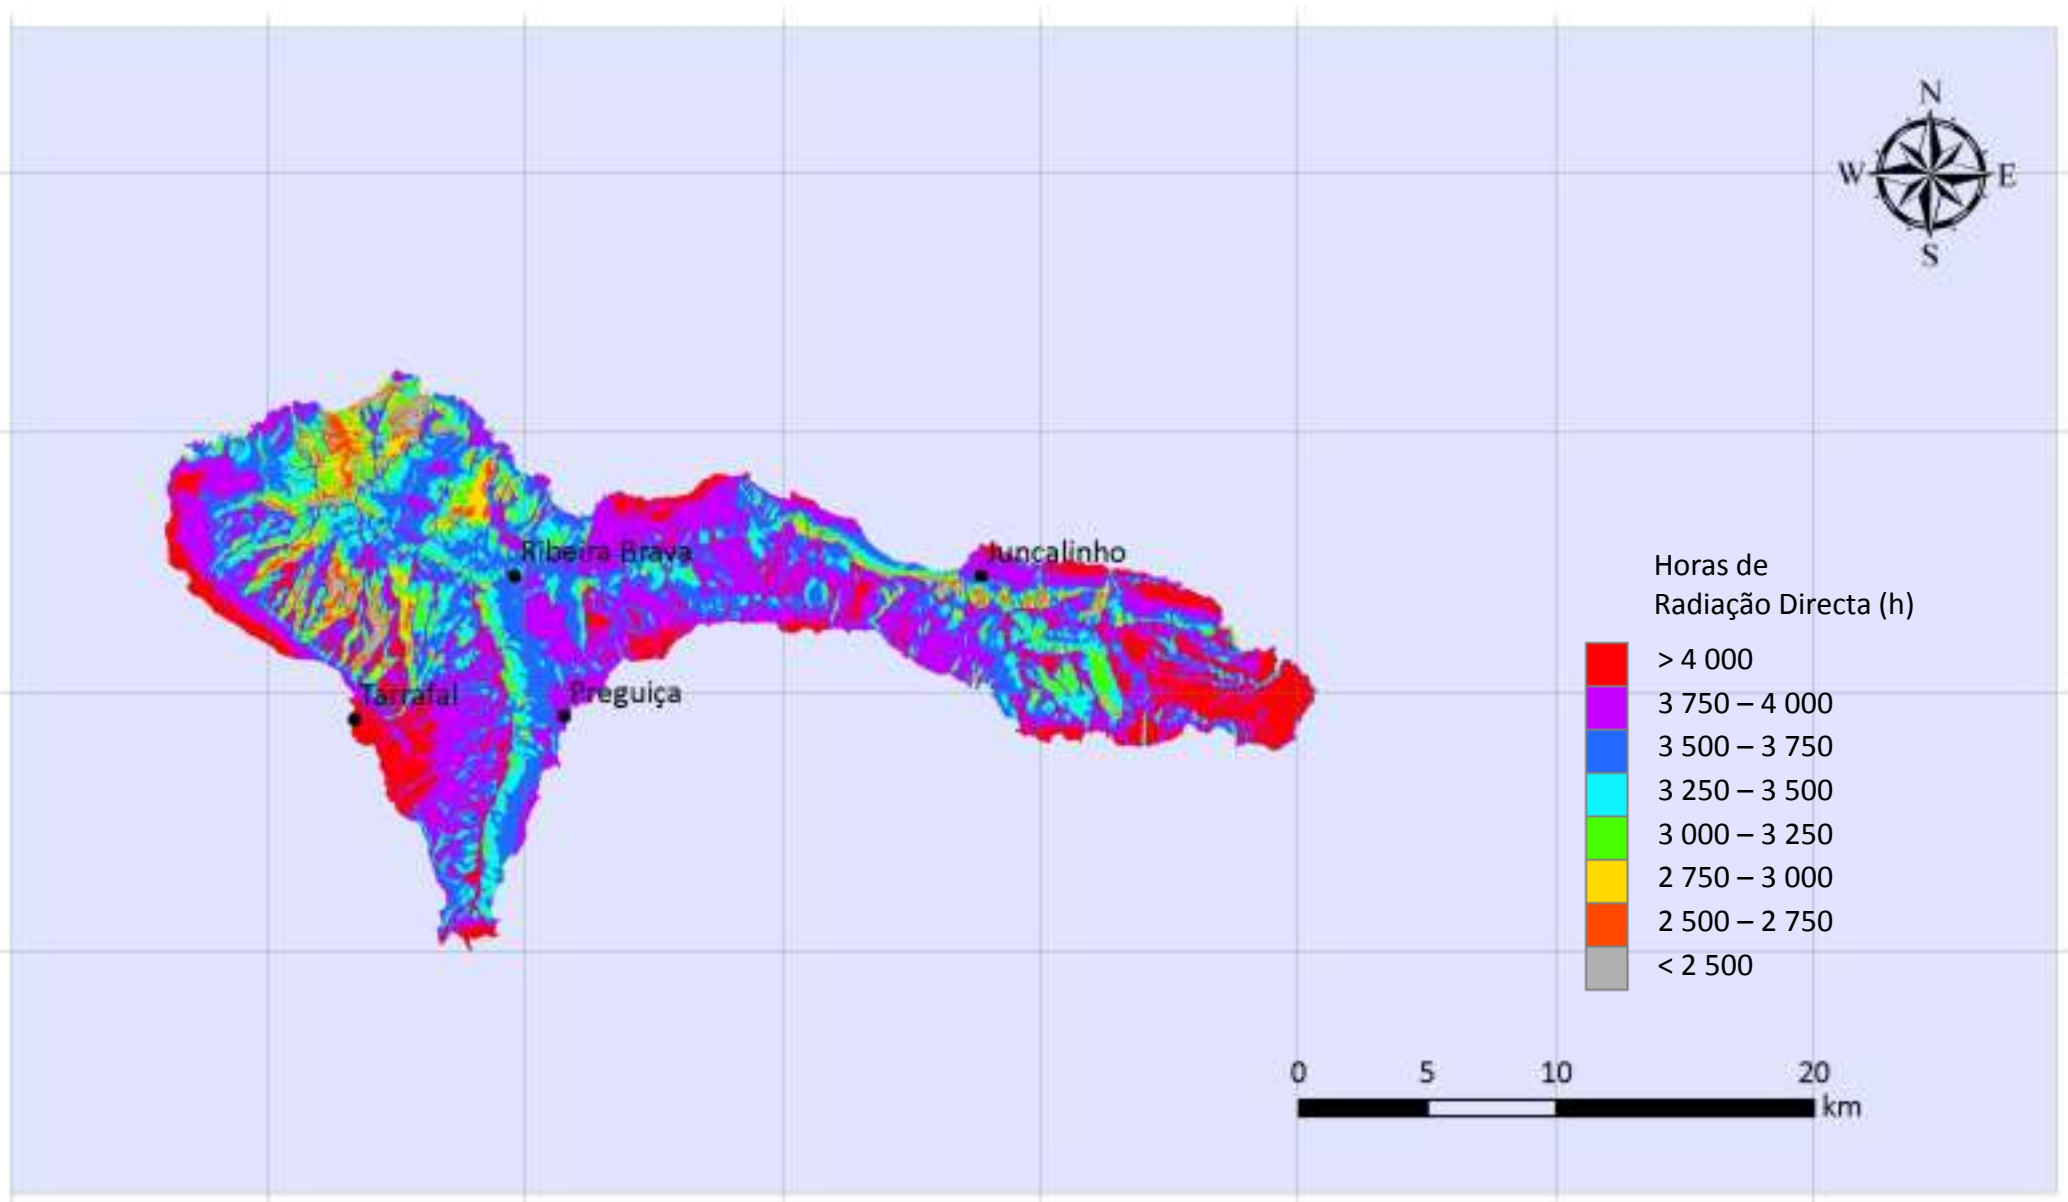 N
W E
S
Ribeira Brava
Juncalinho
Tarrafal
Preguiça
Horas de
Radiação Directa (h)
> 4 000
3 750 – 4 000
3 500 – 3 750
3 250 – 3 500
3 000 – 3 250
2 750 – 3 000
2 500 – 2 750
< 2 500
0 5 10 20
km